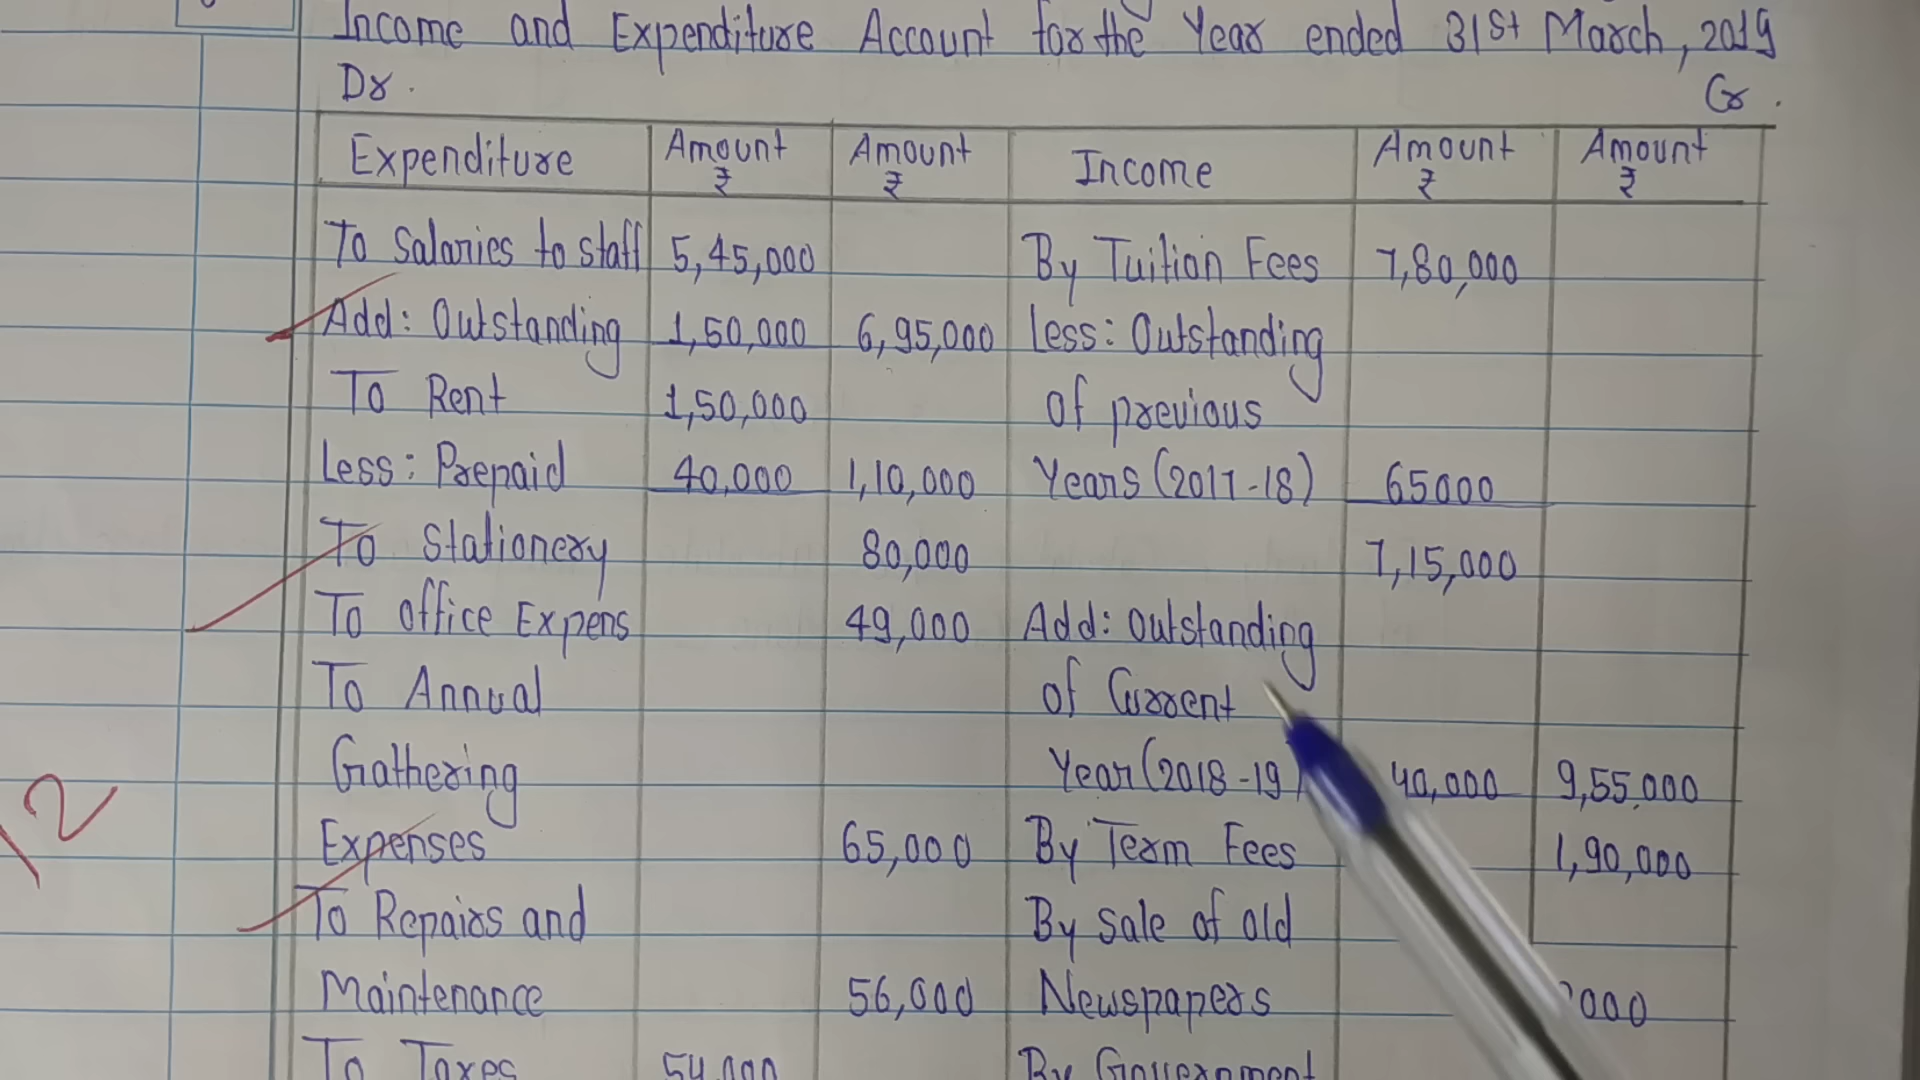 Income and Expenditure Account for the Year ended 31st March, 2019
Dr. Cr.
Expenditure Amount ₹ Amount ₹ Income Amount ₹ Amount ₹
To Salaries to staff 5,45,000 By Tuition Fees 7,80,000
Add: Outstanding 1,50,000 6,95,000 Less: Outstanding
To Rent 1,50,000 of previous
Less: Prepaid 40,000 1,10,000 Years (2017-18) 65000
To Stationery 80,000 7,15,000
To office Expens 49,000 Add: Outstanding
To Annual of Current
Gathering Year (2018-19) 40,000 9,55,000
Expenses 65,000 By Term Fees 1,90,000
To Repairs and By sale of old
Maintenance 56,000 Newspapers 000
To Taxes 54,000 By Government
12